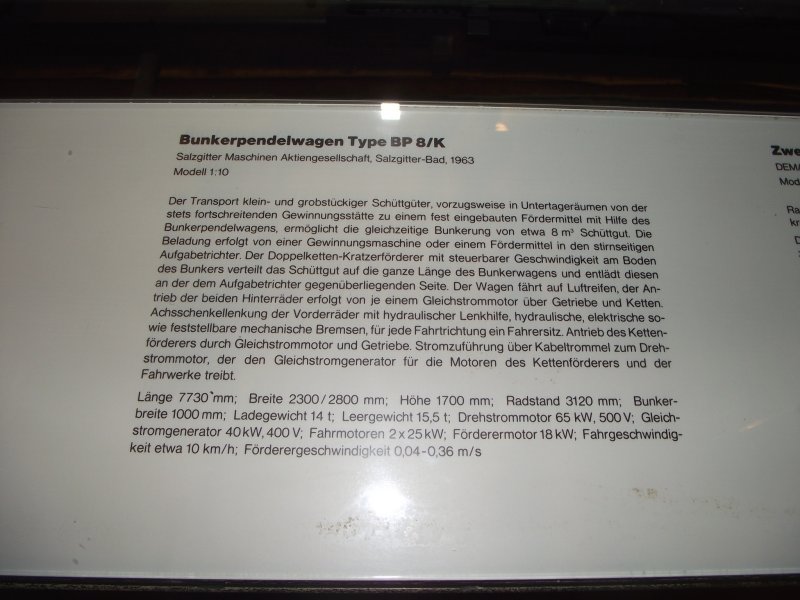 Bunkerpendelwagen Type BP 8/K
Salzgitter Maschinen Aktiengesellschaft, Salzgitter-Bad, 1963
Modell 1:10
Der Transport klein- und grobstückiger Schüttgüter, vorzugsweise in Untertageräumen von der
stets fortschreitenden Gewinnungsstätte zu einem fest eingebauten Fördermittel mit Hilfe des
Bunkerpendelwagens, ermöglicht die gleichzeitige Bunkerung von etwa 8 m³ Schüttgut. Die
Beladung erfolgt von einer Gewinnungsmaschine oder einem Fördermittel in den stirnseitigen
Aufgabetrichter. Der Doppelketten-Kratzerförderer mit steuerbarer Geschwindigkeit am Boden
des Bunkers verteilt das Schüttgut auf die ganze Länge des Bunkerwagens und entlädt diesen
an der dem Aufgabetrichter gegenüberliegenden Seite. Der Wagen fährt auf Luftreifen, der An-
trieb der beiden Hinterräder erfolgt von je einem Gleichstrommotor über Getriebe und Ketten.
Achsschenkellenkung der Vorderräder mit hydraulischer Lenkhilfe, hydraulische, elektrische so-
wie feststellbare mechanische Bremsen, für jede Fahrtrichtung ein Fahrersitz. Antrieb des Ketten-
förderers durch Gleichstrommotor und Getriebe. Stromzuführung über Kabeltrommel zum Dreh-
strommotor, der den Gleichstromgenerator für die Motoren des Kettenförderers und der
Fahrwerke treibt.
Länge 7730 mm; Breite 2300/2800 mm; Höhe 1700 mm; Radstand 3120 mm; Bunker-
breite 1000 mm; Ladegewicht 14 t; Leergewicht 15,5 t; Drehstrommotor 65 kW, 500 V; Gleich-
stromgenerator 40 kW, 400 V; Fahrmotoren 2 x 25 kW; Förderermotor 18 kW; Fahrgeschwindig-
keit etwa 10 km/h; Förderergeschwindigkeit 0,04-0,36 m/s
Zwe
DEMA
Mod
Ra
kr